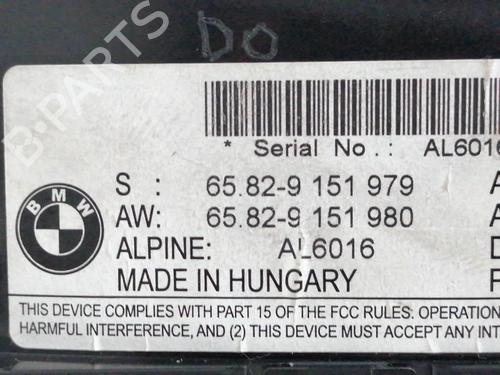 DO
B-PARTS
* Serial No . : AL6016
BMW
S : 65.82-9 151 979
AW: 65.82-9 151 980
ALPINE: AL6016
MADE IN HUNGARY
THIS DEVICE COMPLIES WITH PART 15 OF THE FCC RULES. OPERATION
HARMFUL INTERFERENCE, AND (2) THIS DEVICE MUST ACCEPT ANY INT